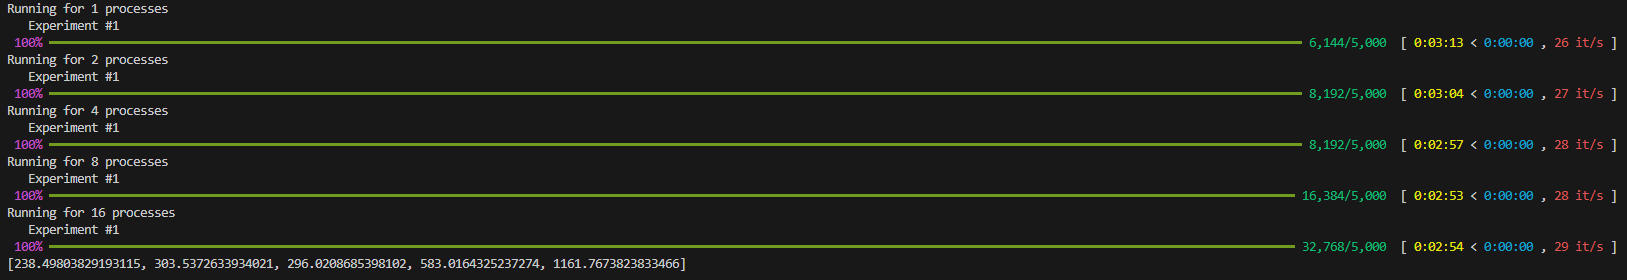 Running for 1 processes
Experiment #1
100% 6,144/5,000 [ 0:03:13 < 0:00:00 , 26 it/s ]
Running for 2 processes
Experiment #1
100% 8,192/5,000 [ 0:03:04 < 0:00:00 , 27 it/s ]
Running for 4 processes
Experiment #1
100% 8,192/5,000 [ 0:02:57 < 0:00:00 , 28 it/s ]
Running for 8 processes
Experiment #1
100% 16,384/5,000 [ 0:02:53 < 0:00:00 , 28 it/s ]
Running for 16 processes
Experiment #1
100% 32,768/5,000 [ 0:02:54 < 0:00:00 , 29 it/s ]
[238.49803829193115, 303.5372633934021, 296.0208685398102, 583.0164325237274, 1161.7673823833466]